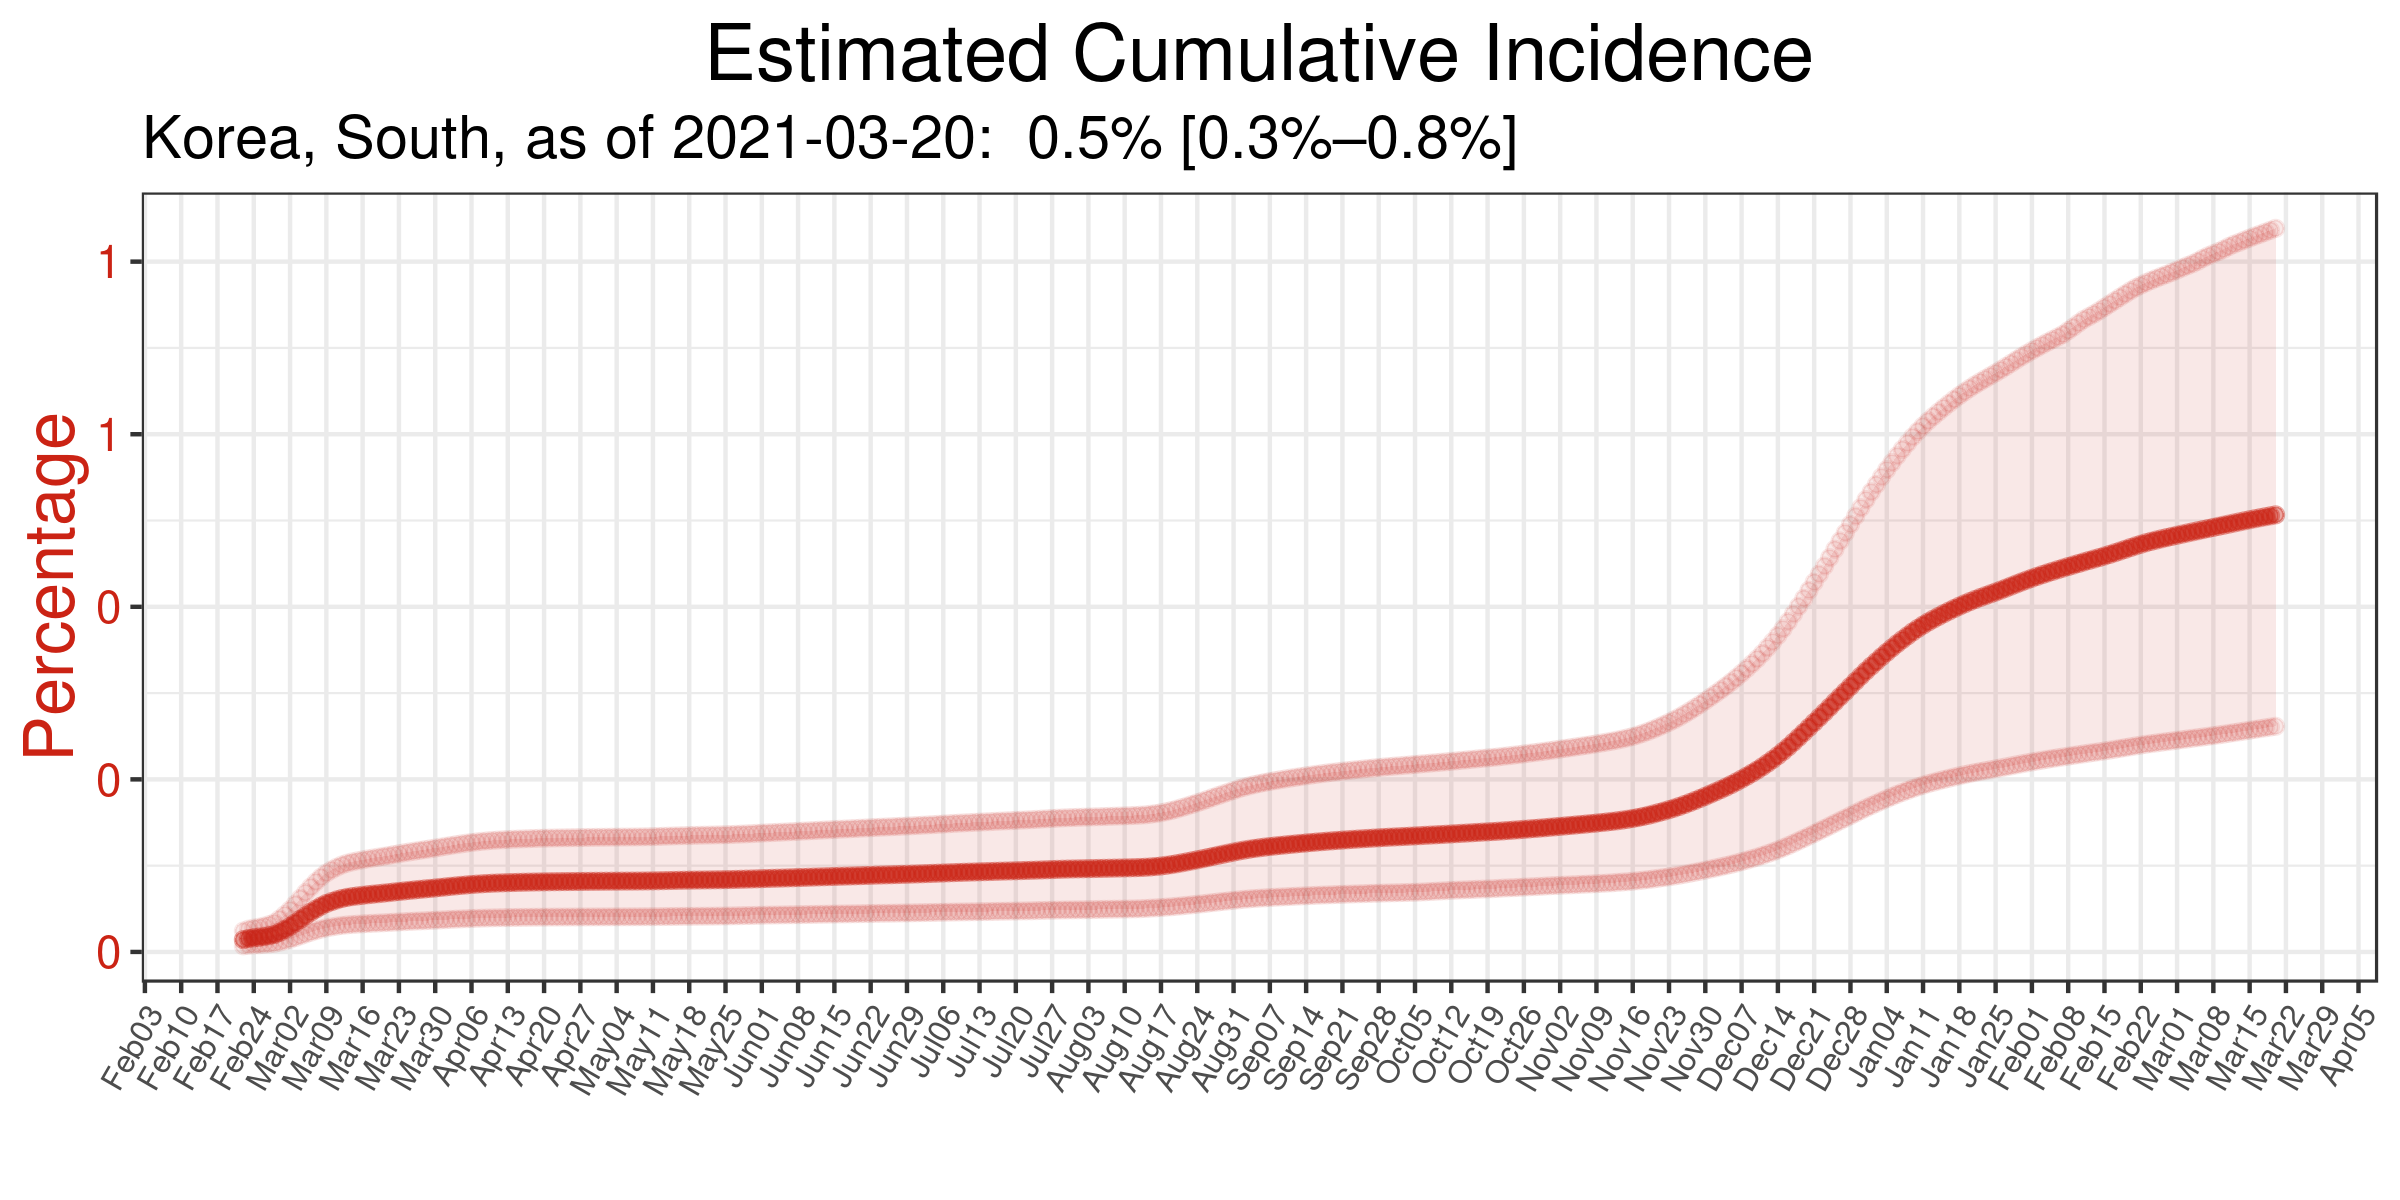 Estimated Cumulative Incidence
Korea, South, as of 2021-03-20:  0.5% [0.3%–0.8%]
Percentage
1
1
0
0
0
Feb03
Feb10
Feb17
Feb24
Mar02
Mar09
Mar16
Mar23
Mar30
Apr06
Apr13
Apr20
Apr27
May04
May11
May18
May25
Jun01
Jun08
Jun15
Jun22
Jun29
Jul06
Jul13
Jul20
Jul27
Aug03
Aug10
Aug17
Aug24
Aug31
Sep07
Sep14
Sep21
Sep28
Oct05
Oct12
Oct19
Oct26
Nov02
Nov09
Nov16
Nov23
Nov30
Dec07
Dec14
Dec21
Dec28
Jan04
Jan11
Jan18
Jan25
Feb01
Feb08
Feb15
Feb22
Mar01
Mar08
Mar15
Mar22
Mar29
Apr05